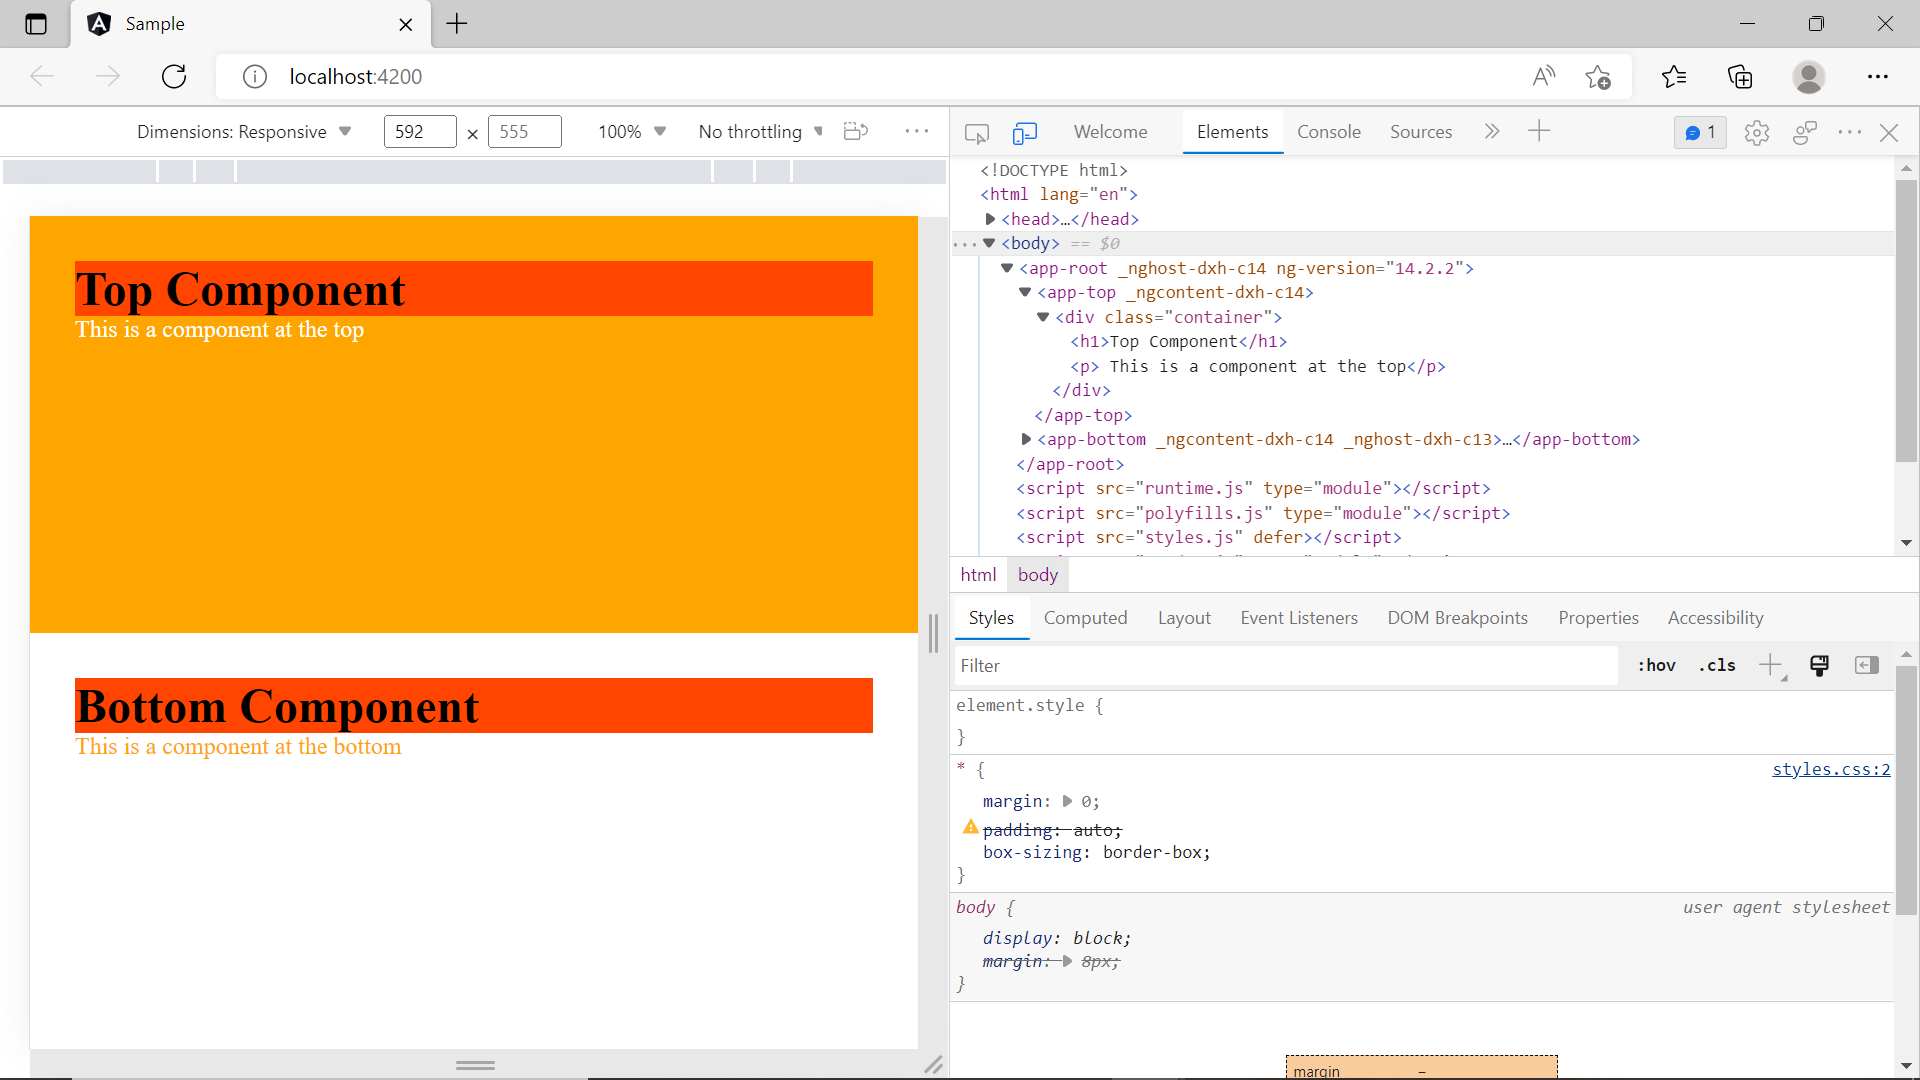 Sample
localhost:4200
Dimensions: Responsive 592 × 555 100% No throttling
Welcome Elements Console Sources 1
Top Component
This is a component at the top
Bottom Component
This is a component at the bottom
<!DOCTYPE html>
<html lang="en">
<head>…</head>
··· <body> == $0
<app-root _nghost-dxh-c14 ng-version="14.2.2">
<app-top _ngcontent-dxh-c14>
<div class="container">
<h1>Top Component</h1>
<p> This is a component at the top</p>
</div>
</app-top>
<app-bottom _ngcontent-dxh-c14 _nghost-dxh-c13>…</app-bottom>
</app-root>
<script src="runtime.js" type="module"></script>
<script src="polyfills.js" type="module"></script>
<script src="styles.js" defer></script>
html body
Styles Computed Layout Event Listeners DOM Breakpoints Properties Accessibility
Filter :hov .cls
element.style {
}
* { styles.css:2
margin: 0;
padding: auto;
box-sizing: border-box;
}
body { user agent stylesheet
display: block;
margin: 8px;
}
margin –